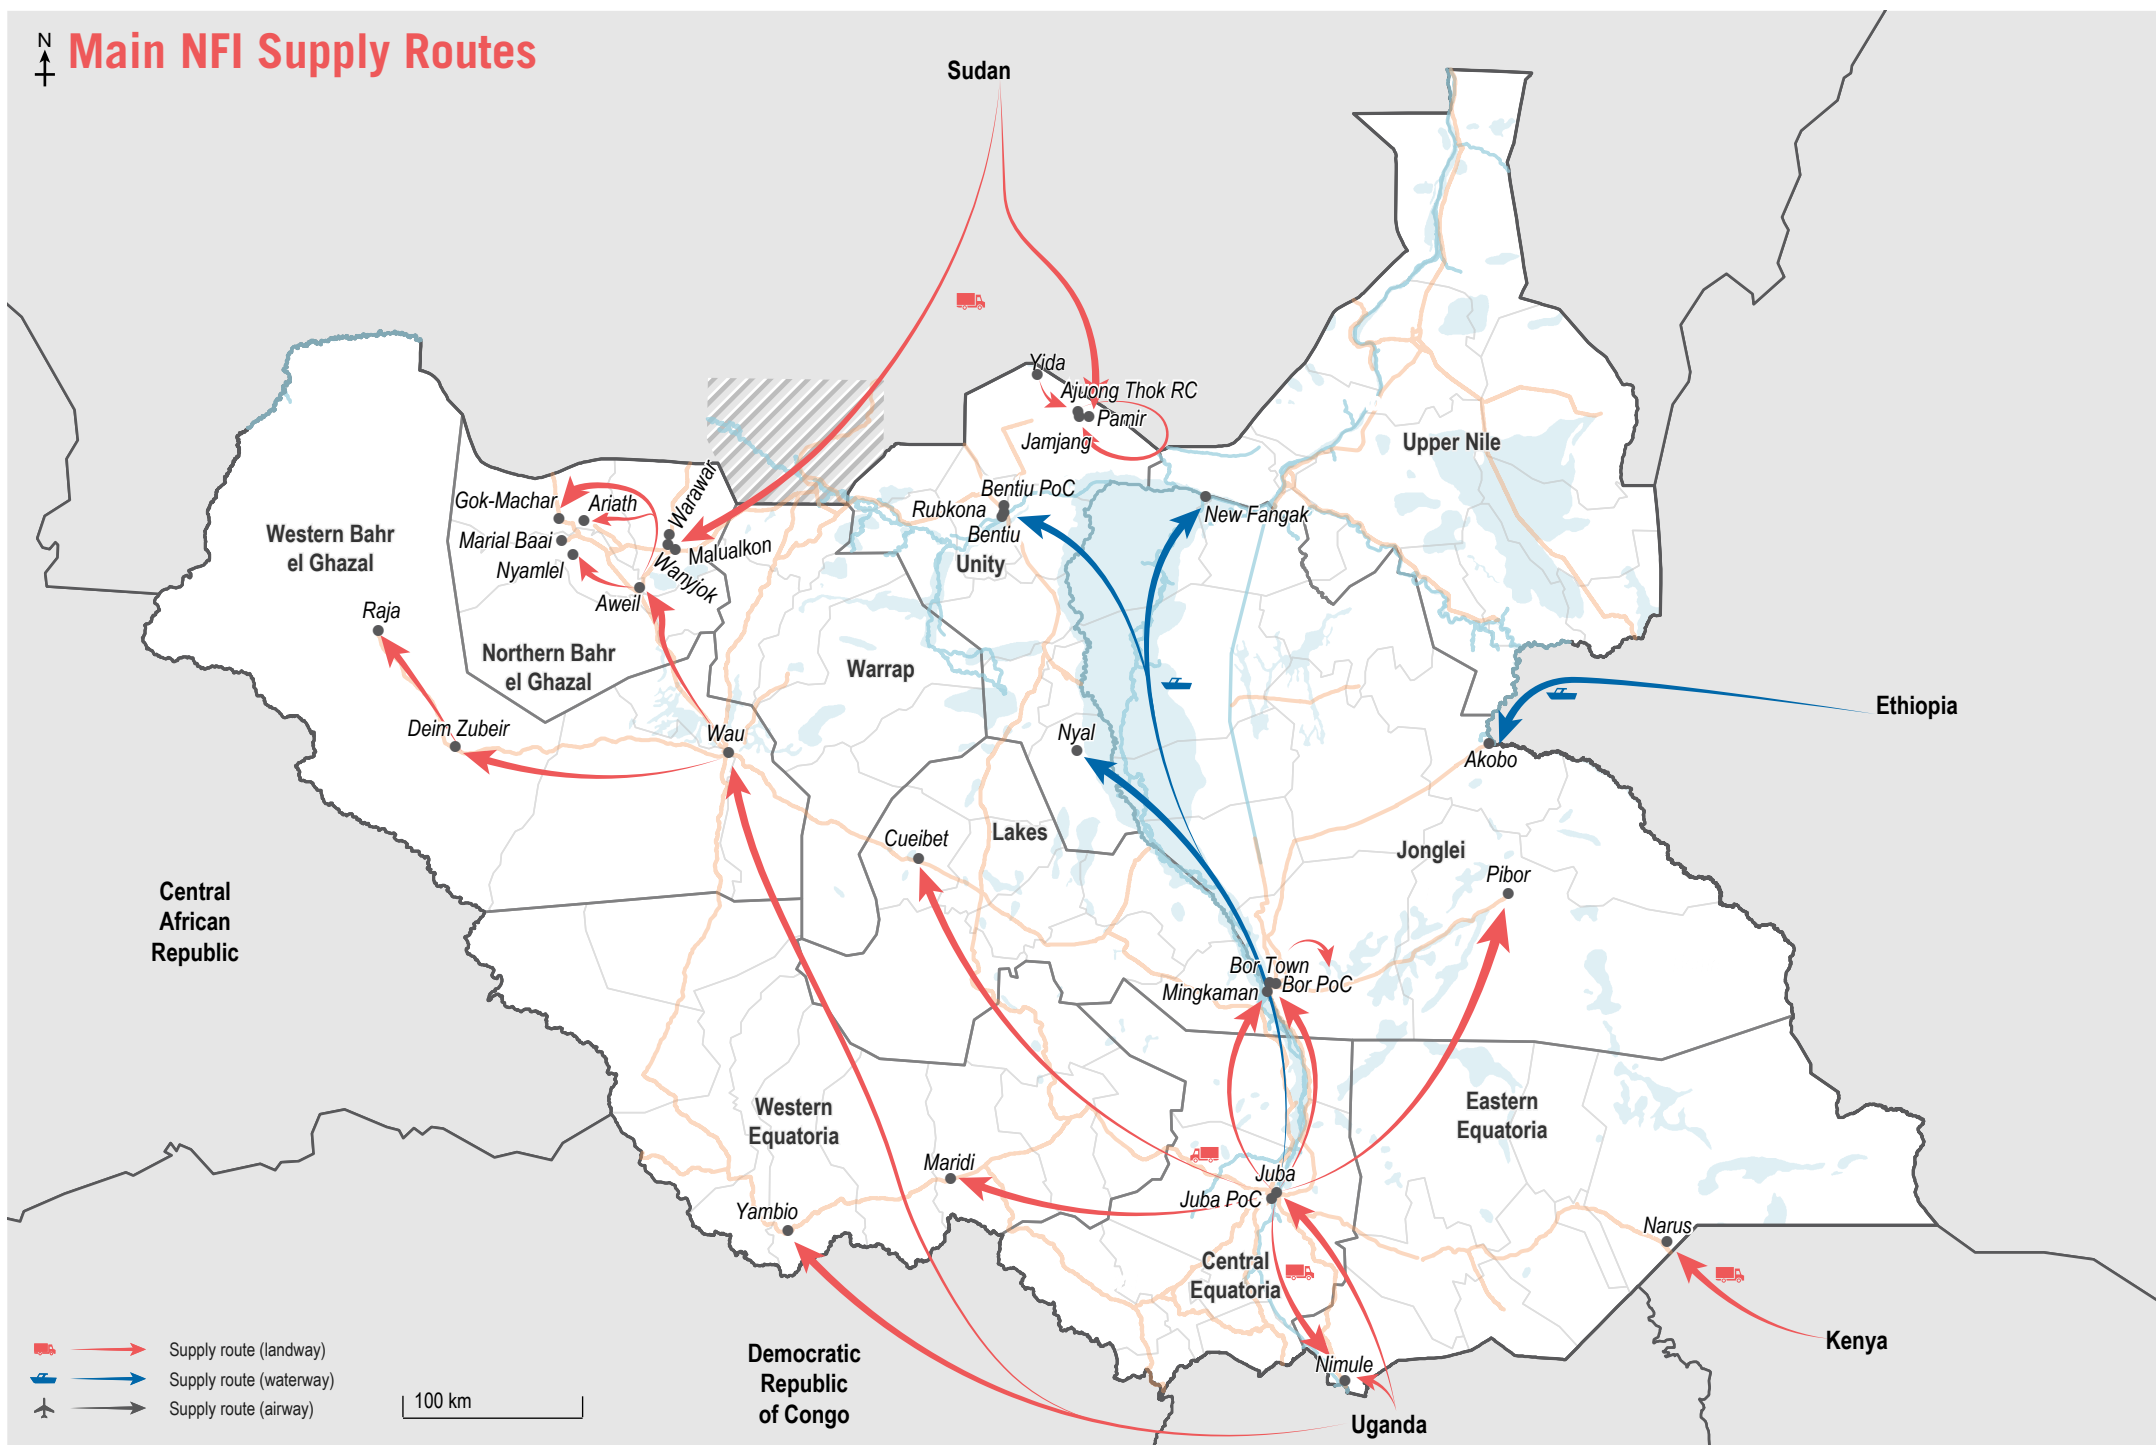 N
Main NFI Supply Routes
Sudan
Yida
Ajuong Thok RC
Pamir
Jamjang
Upper Nile
Warawar
Gok-Machar
Ariath
Bentiu PoC
Rubkona
New Fangak
Western Bahr
el Ghazal
Marial Baai
Malualkon
Bentiu
Nyamlel
Wanyjok
Unity
Aweil
Raja
Northern Bahr
el Ghazal
Warrap
Ethiopia
Deim Zubeir
Wau
Nyal
Akobo
Cueibet
Lakes
Jonglei
Pibor
Central
African
Republic
Bor Town
Mingkaman
Bor PoC
Western
Equatoria
Eastern
Equatoria
Maridi
Juba
Juba PoC
Yambio
Narus
Central
Equatoria
Kenya
Democratic
Republic
of Congo
Nimule
Uganda
Supply route (landway)
Supply route (waterway)
Supply route (airway)
100 km